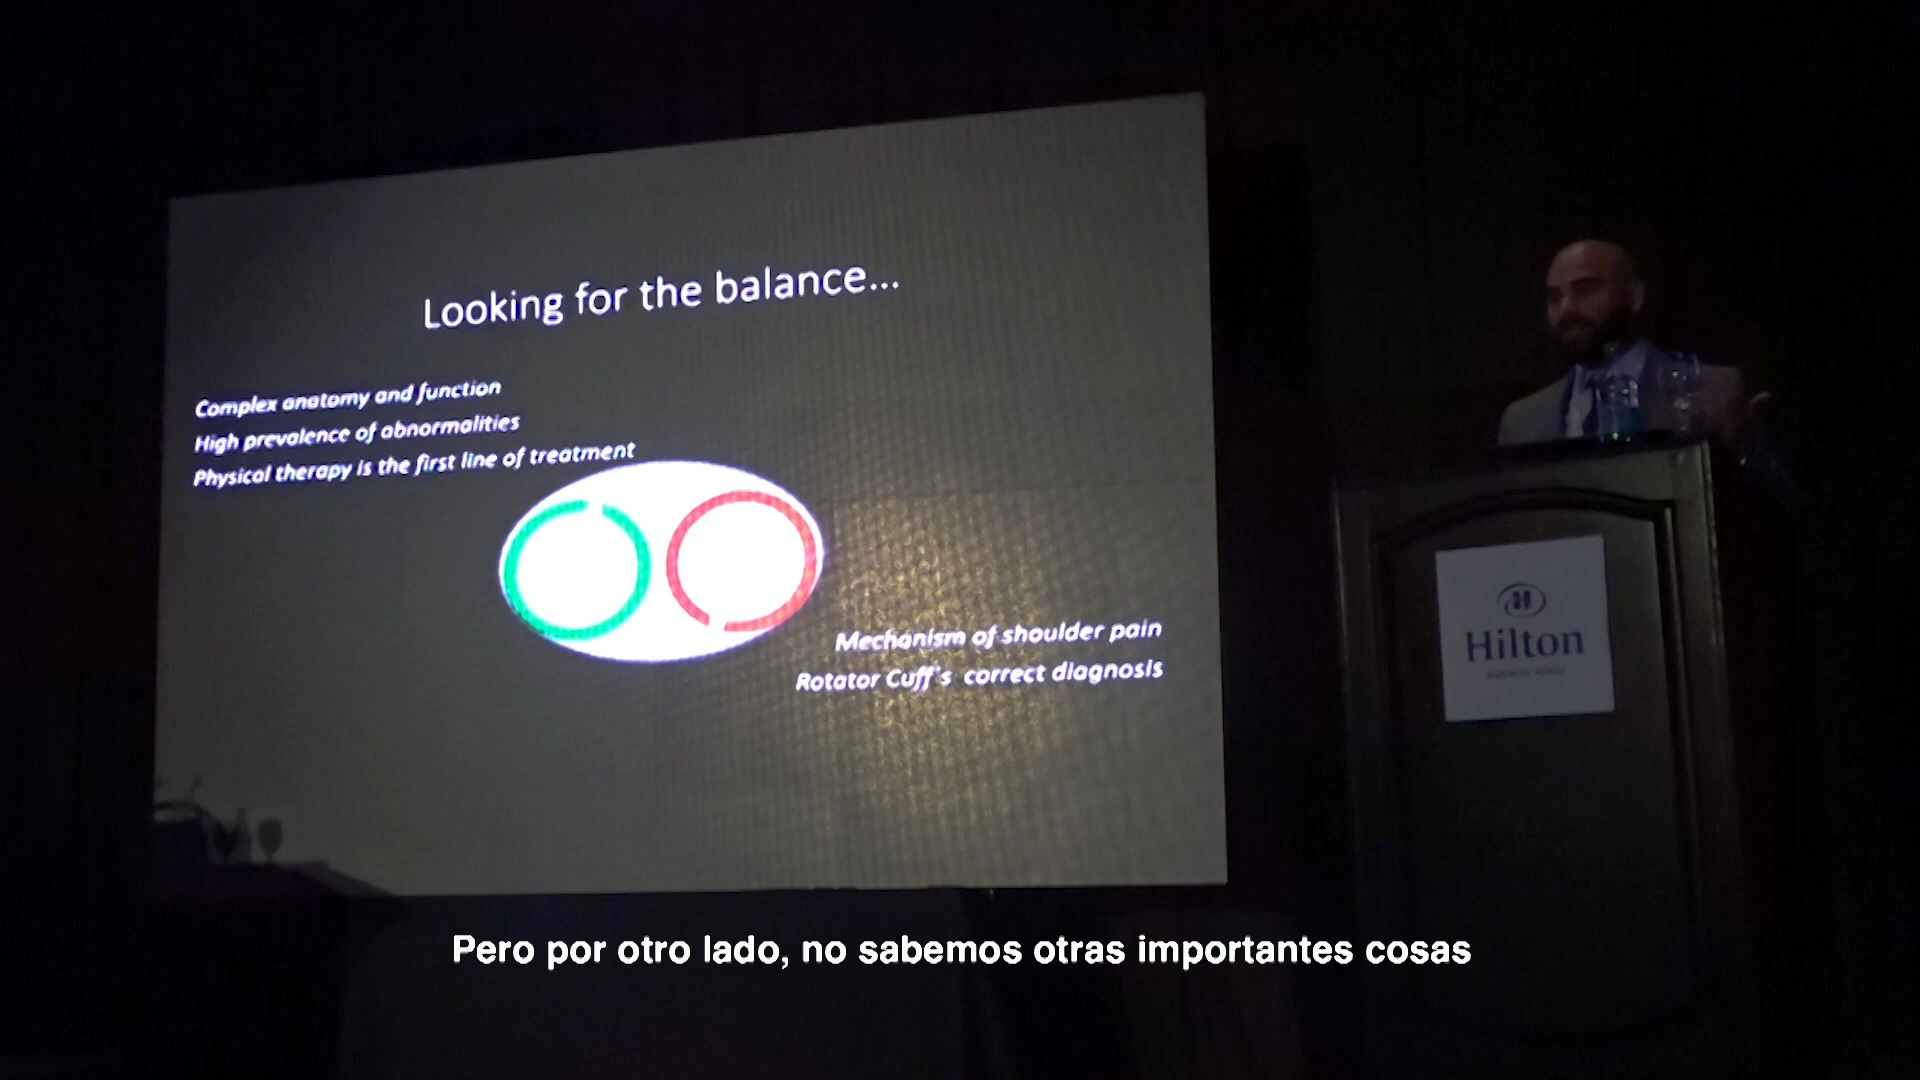 Looking for the balance...
Complex anatomy and function
High prevalence of abnormalities
Physical therapy is the first line of treatment
Mechanism of shoulder pain
Rotator Cuff's correct diagnosis
H
Hilton
BUENOS AIRES
Pero por otro lado, no sabemos otras importantes cosas